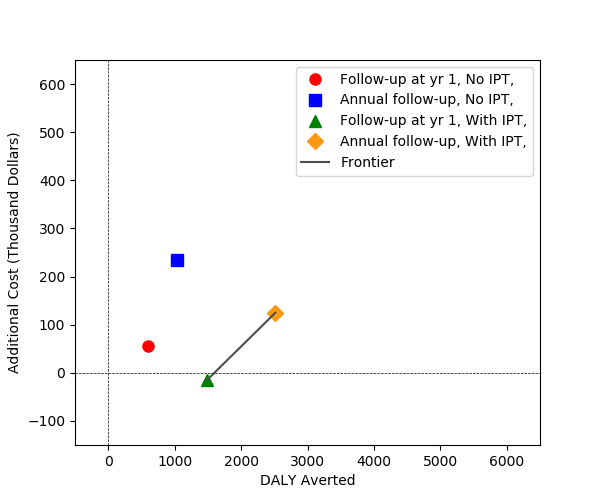 600
500
400
300
200
100
0
−100
Additional Cost (Thousand Dollars)
Follow-up at yr 1, No IPT,
Annual follow-up, No IPT,
Follow-up at yr 1, With IPT,
Annual follow-up, With IPT,
Frontier
0 1000 2000 3000 4000 5000 6000
DALY Averted